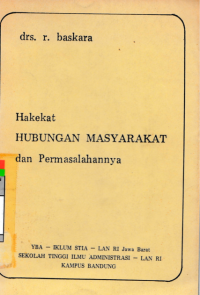 drs. r. baskara
Hakekat
HUBUNGAN MASYARAKAT
dan Permasalahannya
YBA — IKLUM STIA — LAN RI Jawa Barat
SEKOLAH TINGGI ILMU ADMINISTRASI — LAN RI
KAMPUS BANDUNG